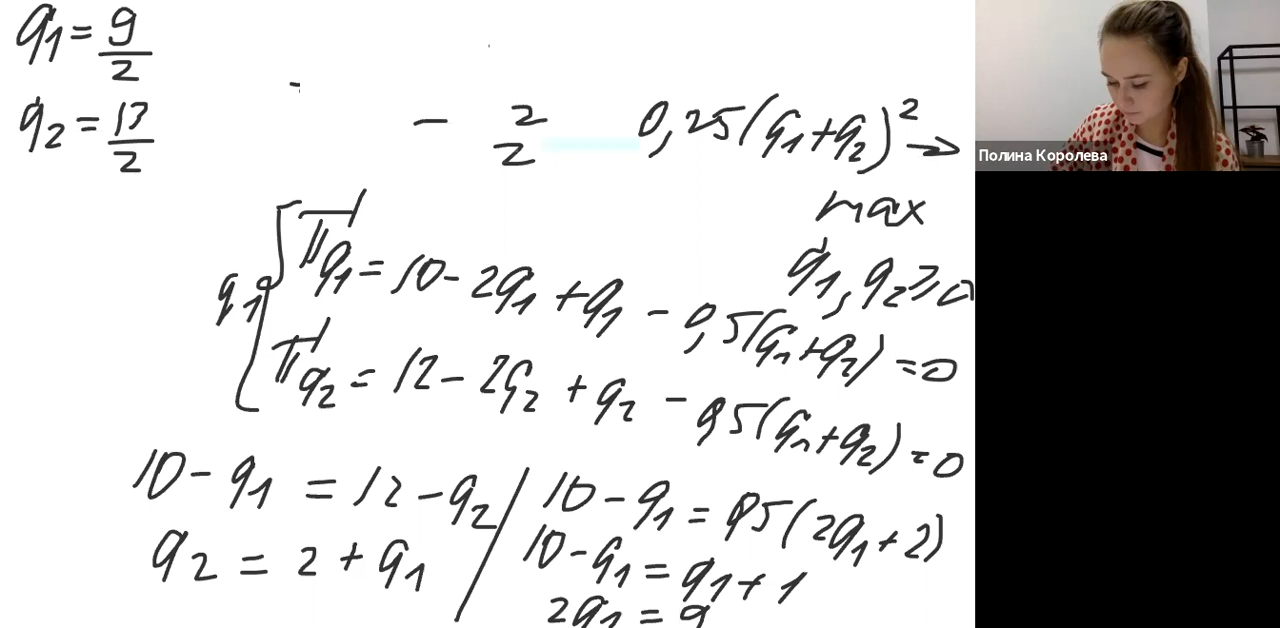 q1 = 9/2
q2 = 13/2
- 2/2 0,25(q1+q2)² → max
q1, q2 ≥ 0
π'q1 = 10 - 2q1 + q1 - 0,5(q1+q2) = 0
π'q2 = 12 - 2q2 + q2 - 0,5(q1+q2) = 0
q1
10 - q1 = 12 - q2
q2 = 2 + q1
10 - q1 = 0,5(2q1 + 2)
10 - q1 = q1 + 1
2q1 = 9
Полина Королева